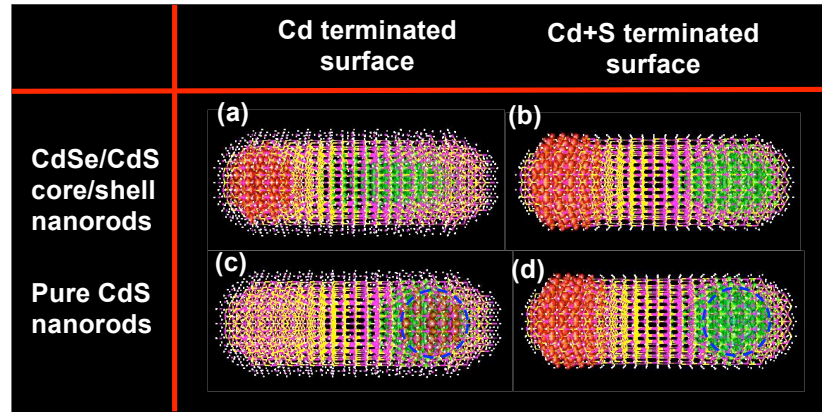 Cd terminated
surface
Cd+S terminated
surface
CdSe/CdS
core/shell
nanorods
(a)
(b)
Pure CdS
nanorods
(c)
(d)